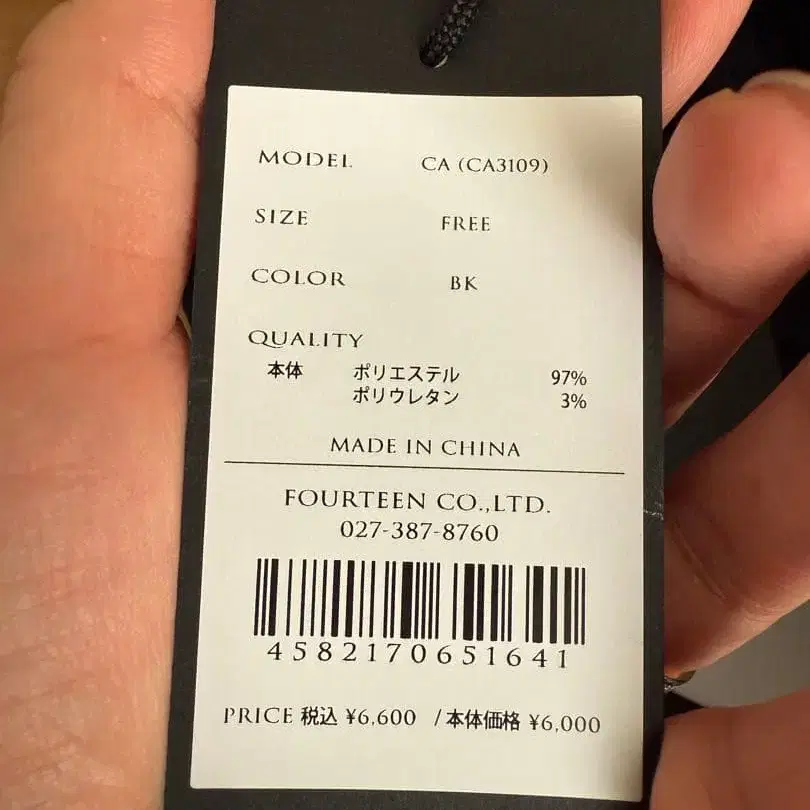 MODEL CA (CA3109)
SIZE FREE
COLOR BK
QUALITY
本体 ポリエステル 97%
ポリウレタン 3%
MADE IN CHINA
FOURTEEN CO.,LTD.
027-387-8760
4582170651641
PRICE 税込 ¥6,600 /本体価格 ¥6,000